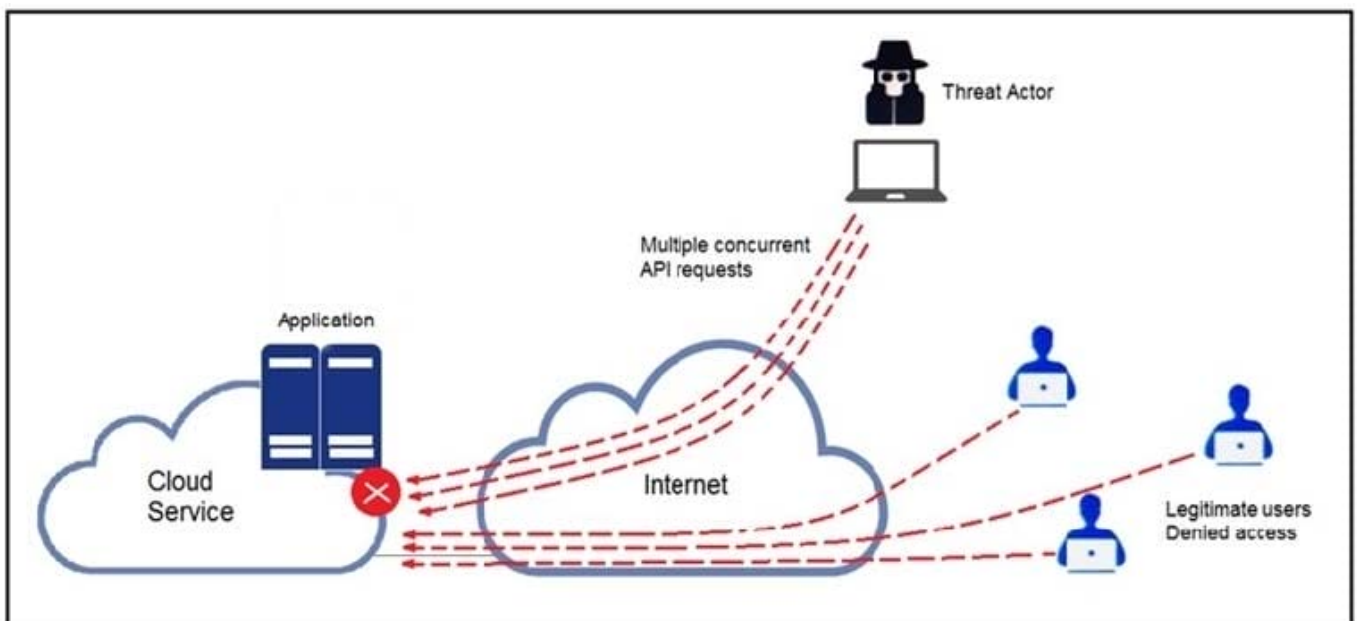 Threat Actor
Multiple concurrent
API requests
Application
Cloud
Service
Internet
Legitimate users
Denied access